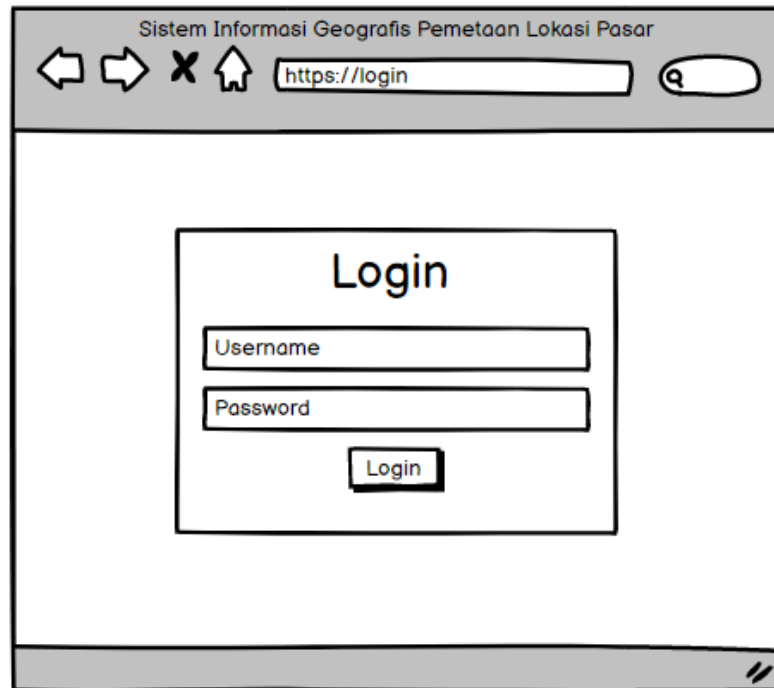 Sistem Informasi Geografis Pemetaan Lokasi Pasar
https://login
Login
Username
Password
Login